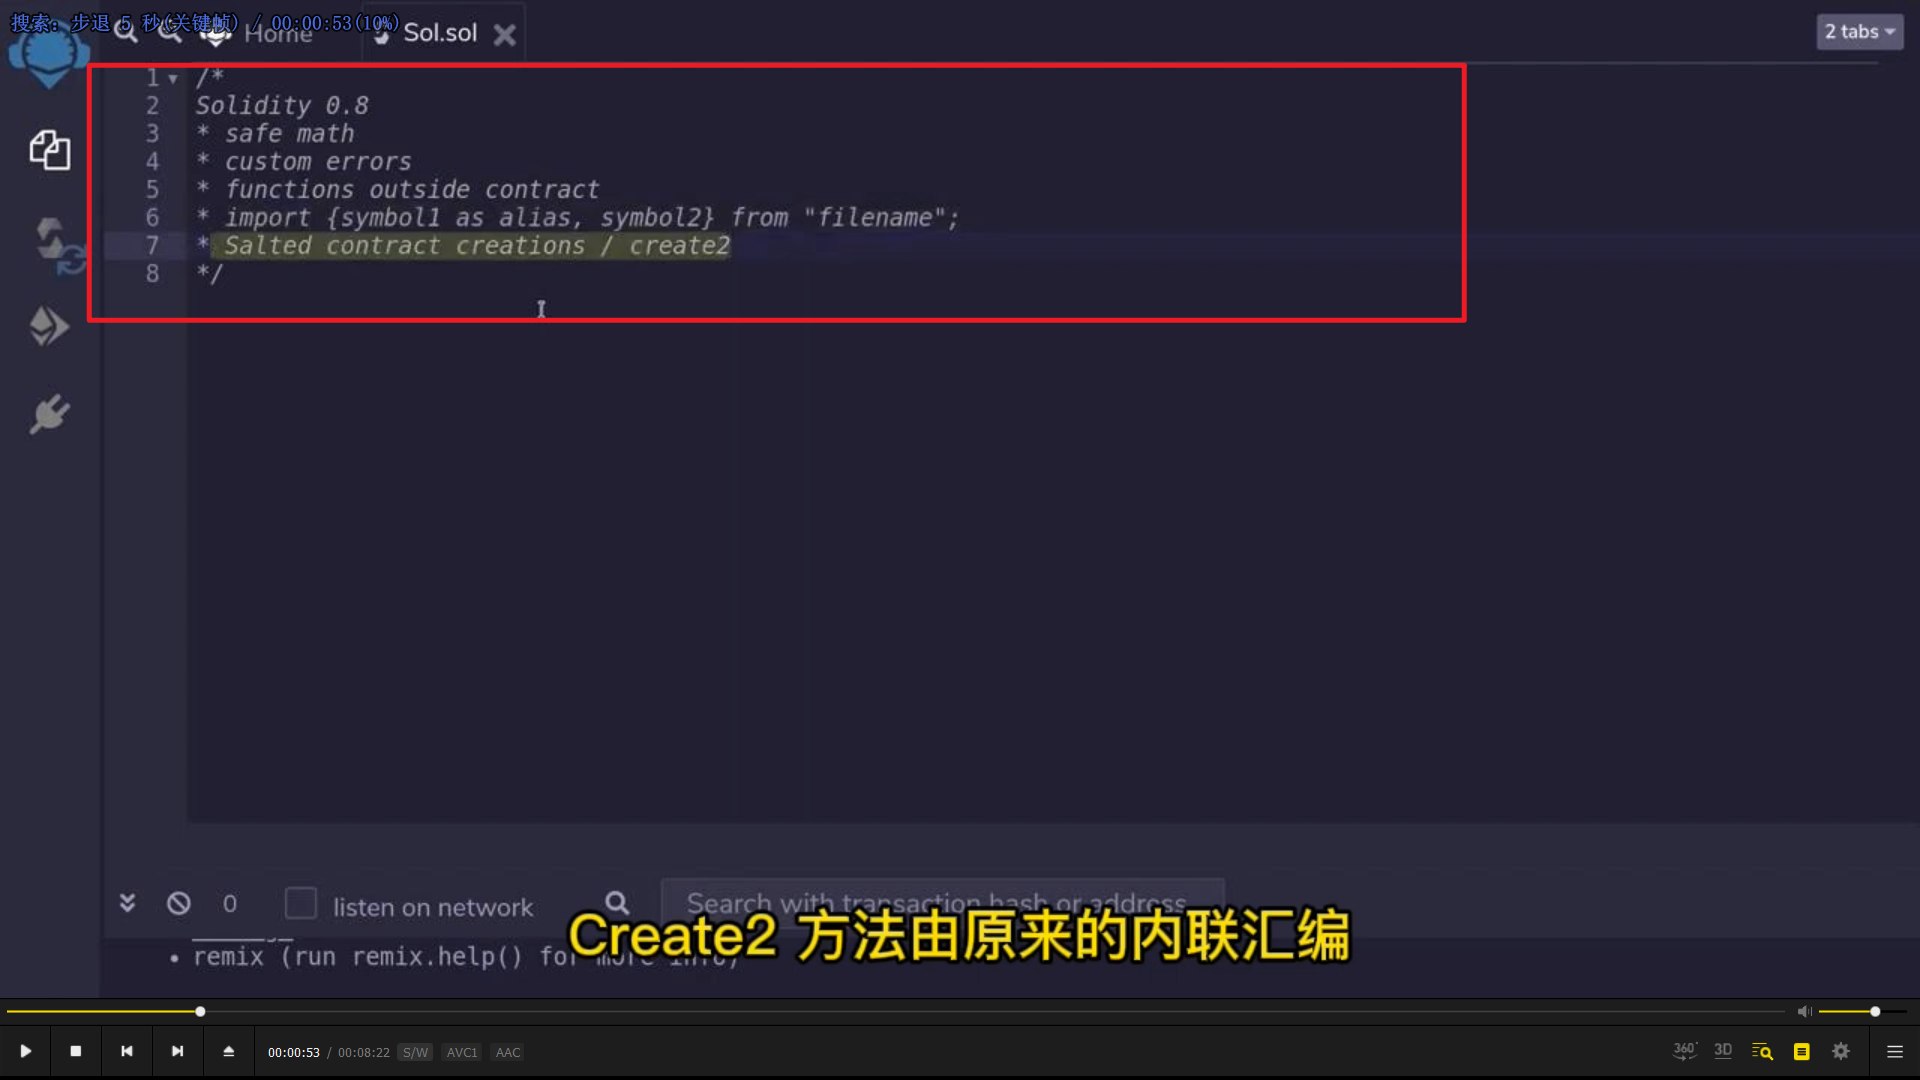 搜索: 步退 5 秒(关键帧) / 00:00:53(10%)
Home
Sol.sol
2 tabs
1 /*
2 Solidity 0.8
3 * safe math
4 * custom errors
5 * functions outside contract
6 * import {symbol1 as alias, symbol2} from "filename";
7 * Salted contract creations / create2
8 */
0
listen on network
Search with transaction hash or address
remix (run remix.help() for more info)
Create2 方法由原来的内联汇编
00:00:53 / 00:08:22 S/W AVC1 AAC
360°
3D